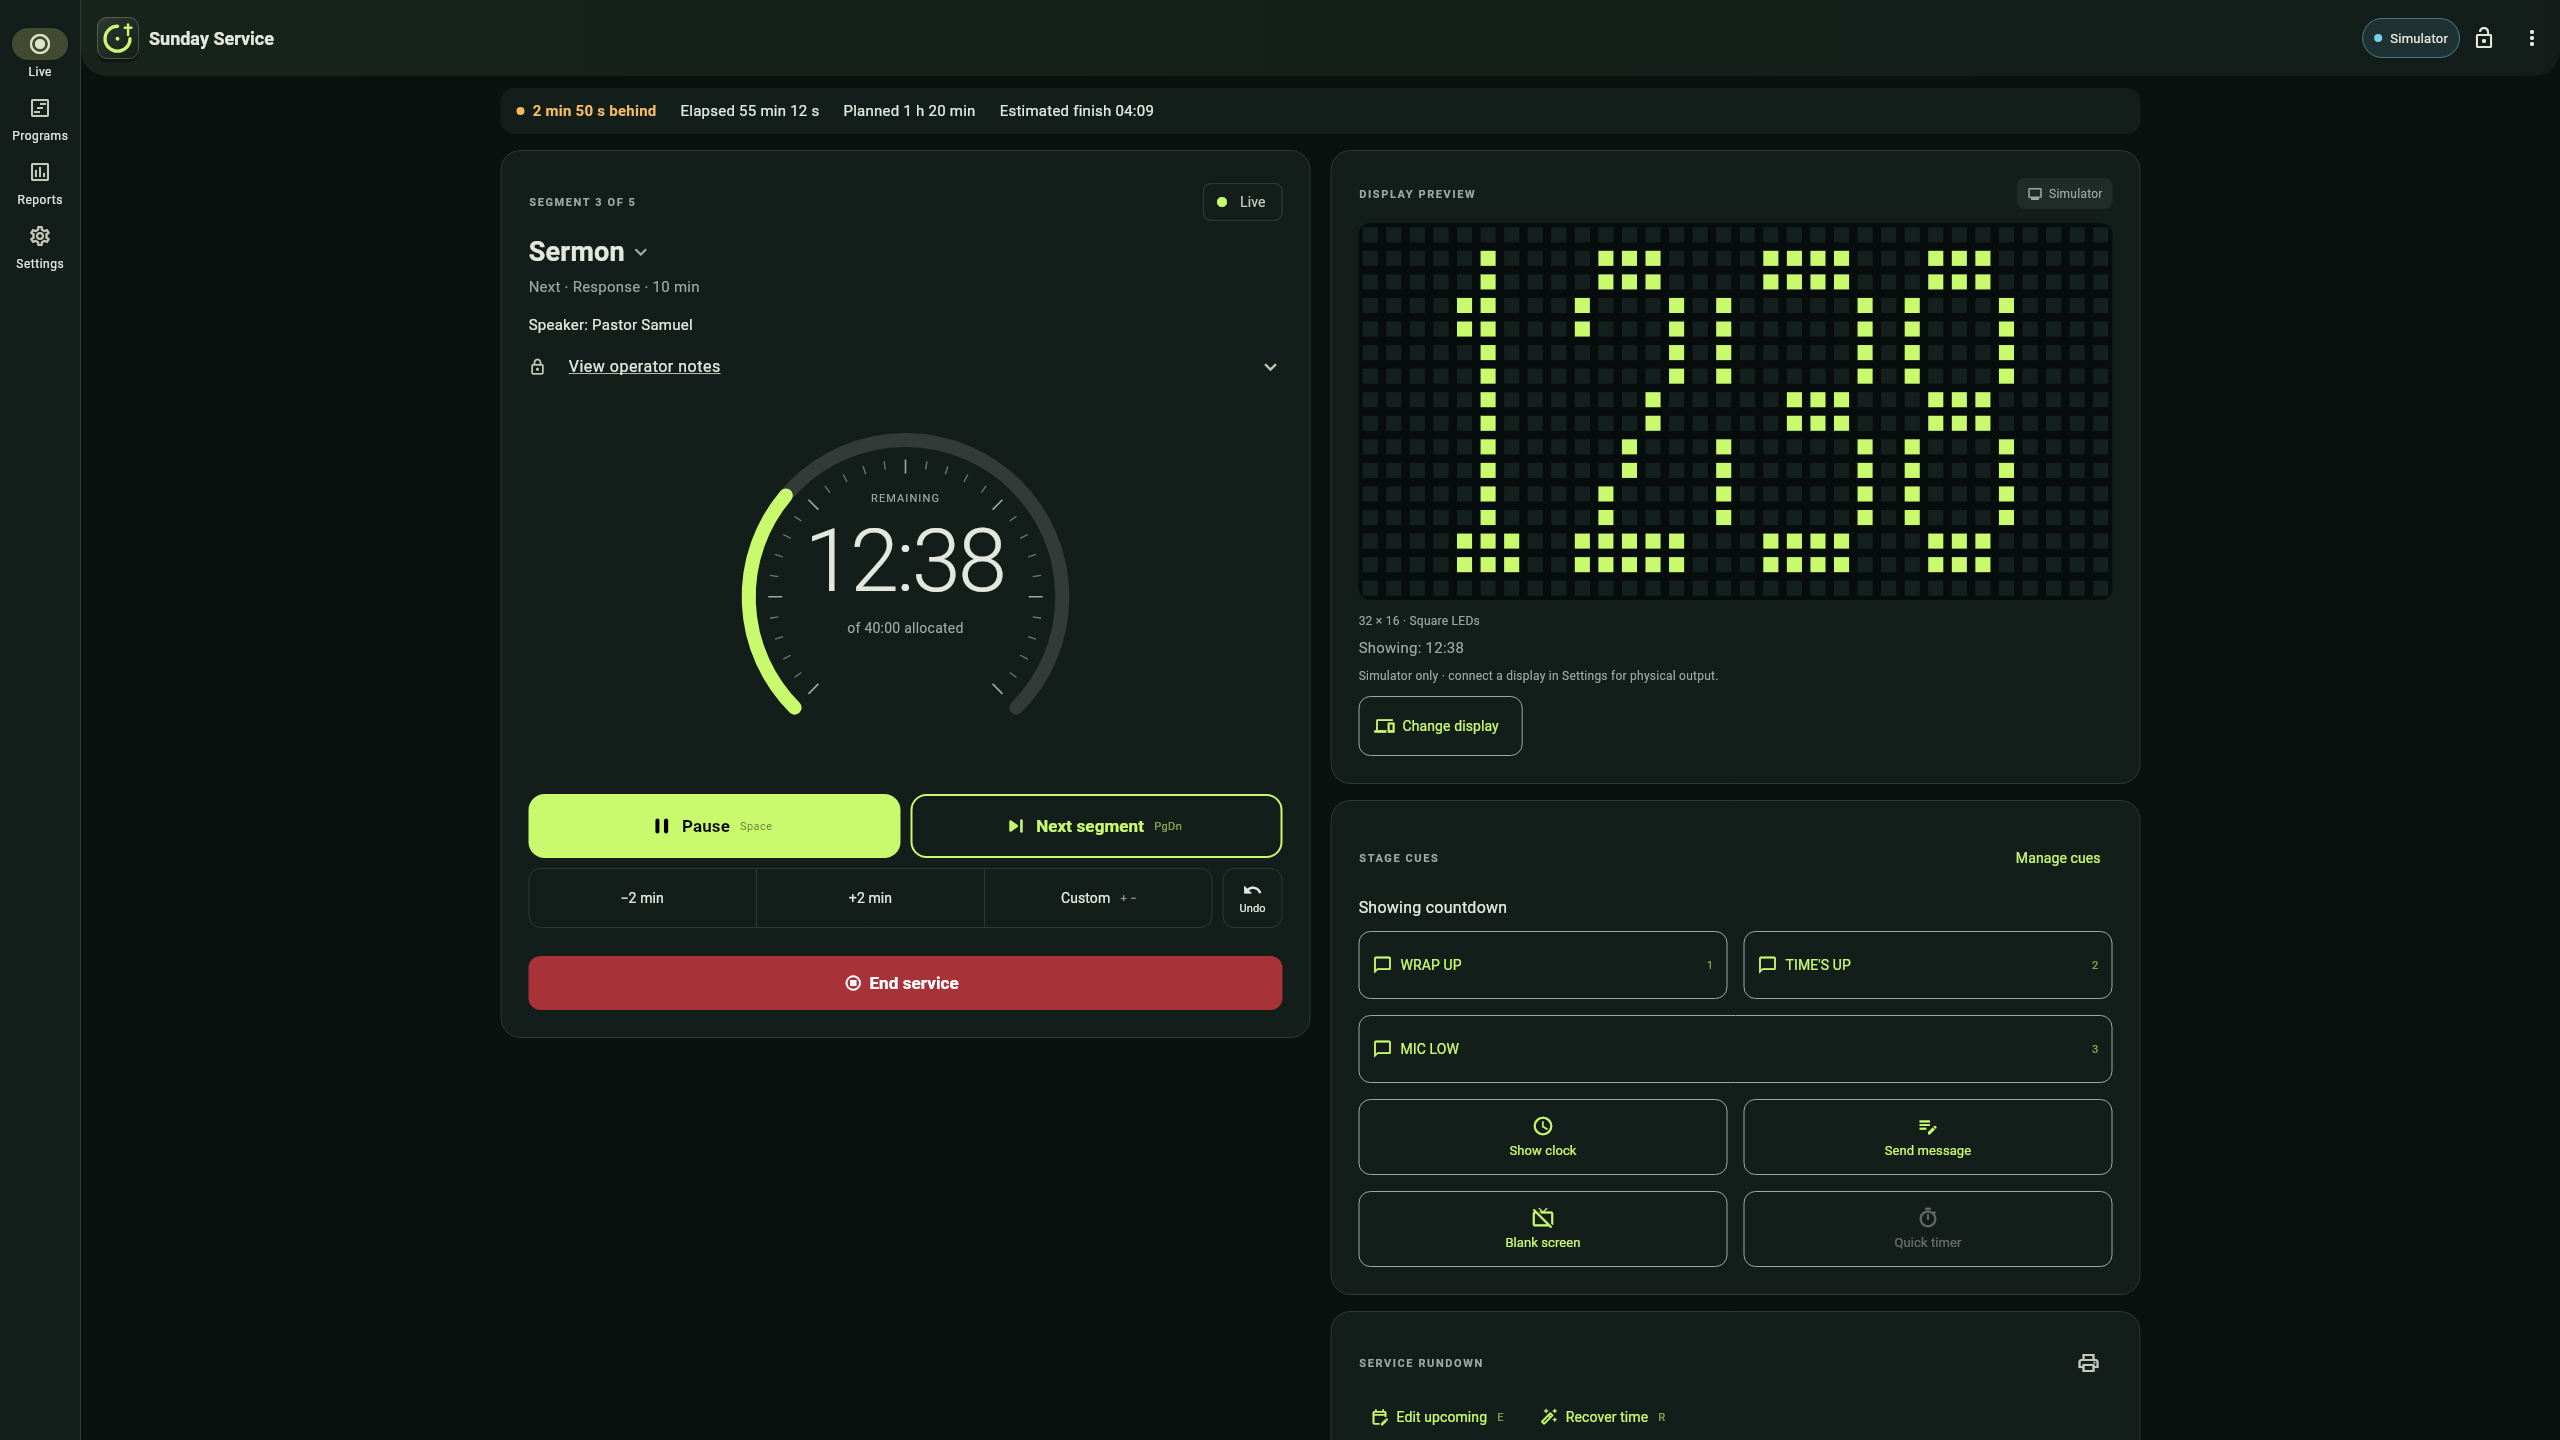 Sunday Service
Simulator
Live
Programs
Reports
Settings
2 min 50 s behind Elapsed 55 min 12 s Planned 1 h 20 min Estimated finish 04:09
SEGMENT 3 OF 5
Live
Sermon
Next · Response · 10 min
Speaker: Pastor Samuel
View operator notes
REMAINING
12:38
of 40:00 allocated
Pause Space
Next segment PgDn
−2 min
+2 min
Custom + −
Undo
End service
DISPLAY PREVIEW
Simulator
12:38
32 × 16 · Square LEDs
Showing: 12:38
Simulator only · connect a display in Settings for physical output.
Change display
STAGE CUES
Manage cues
Showing countdown
WRAP UP 1
TIME'S UP 2
MIC LOW 3
Show clock
Send message
Blank screen
Quick timer
SERVICE RUNDOWN
Edit upcoming E
Recover time R